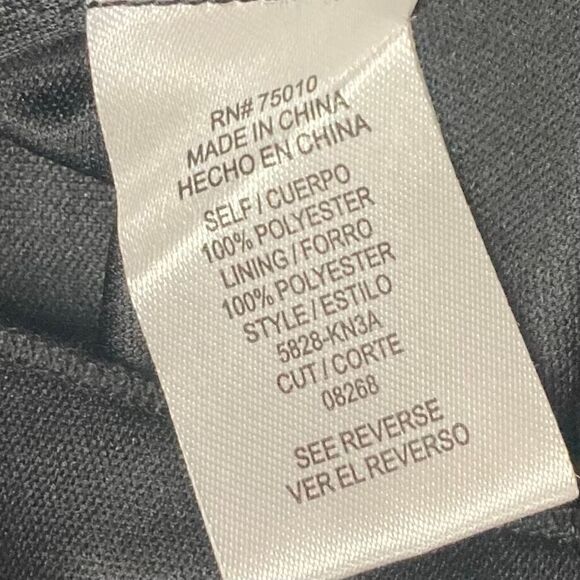 RN# 75010
MADE IN CHINA
HECHO EN CHINA
SELF / CUERPO
100% POLYESTER
LINING / FORRO
100% POLYESTER
STYLE / ESTILO
5828-KN3A
CUT / CORTE
08268
SEE REVERSE
VER EL REVERSO